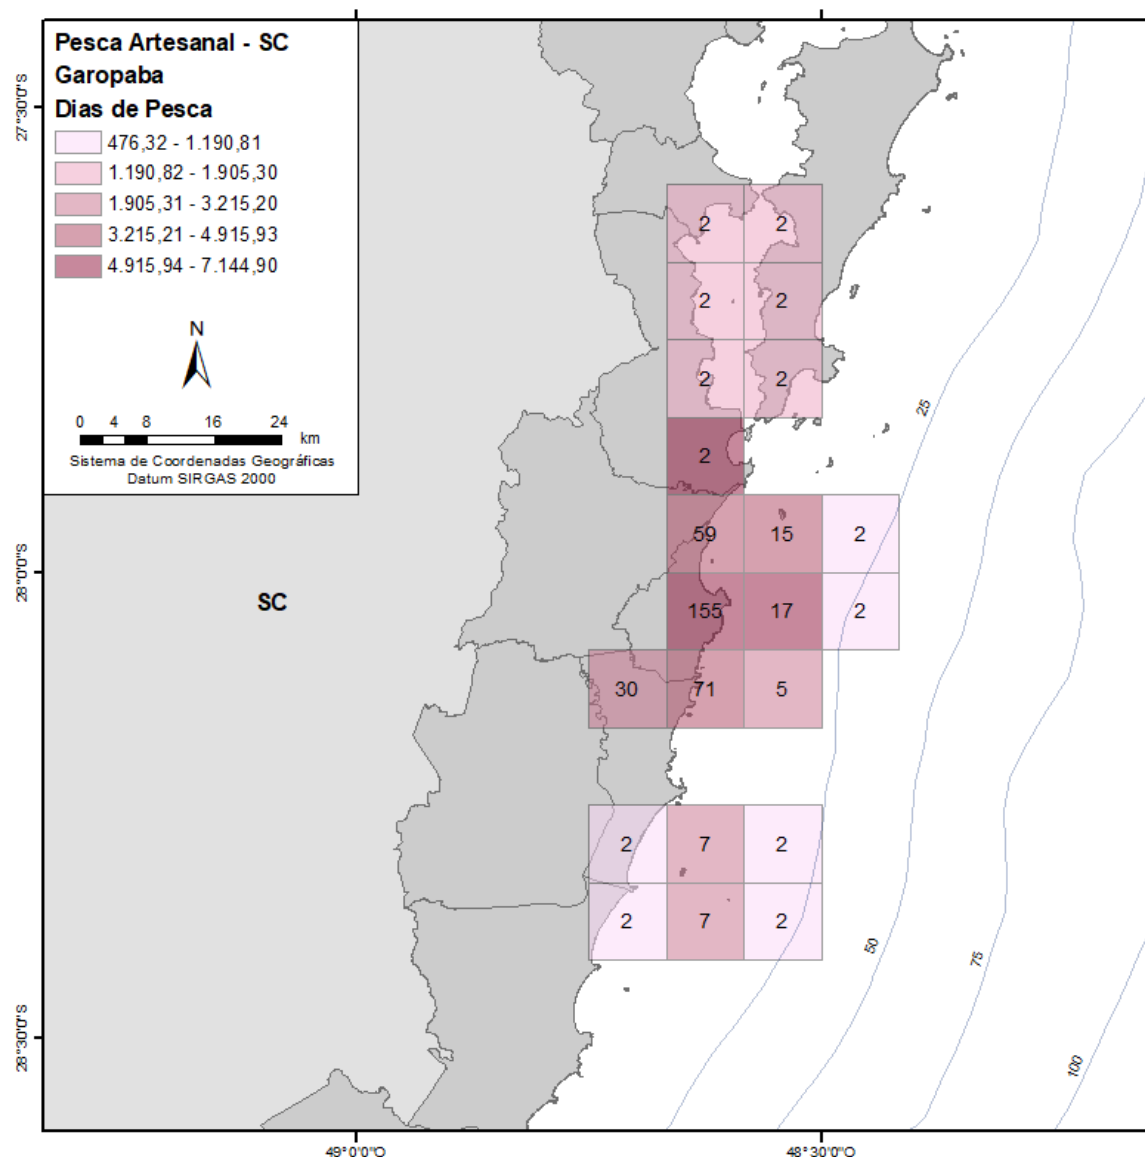 Pesca Artesanal - SC
Garopaba
Dias de Pesca
476,32 - 1.190,81
1.190,82 - 1.905,30
1.905,31 - 3.215,20
3.215,21 - 4.915,93
4.915,94 - 7.144,90
N
0 4 8 16 24
km
Sistema de Coordenadas Geográficas
Datum SIRGAS 2000
27°30'0"S
28°0'0"S
28°30'0"S
SC
2 2
2 2
2 2
2
59 15 2
155 17 2
30 71 5
2 7 2
2 7 2
25
50
75
100
49°0'0"O
48°30'0"O